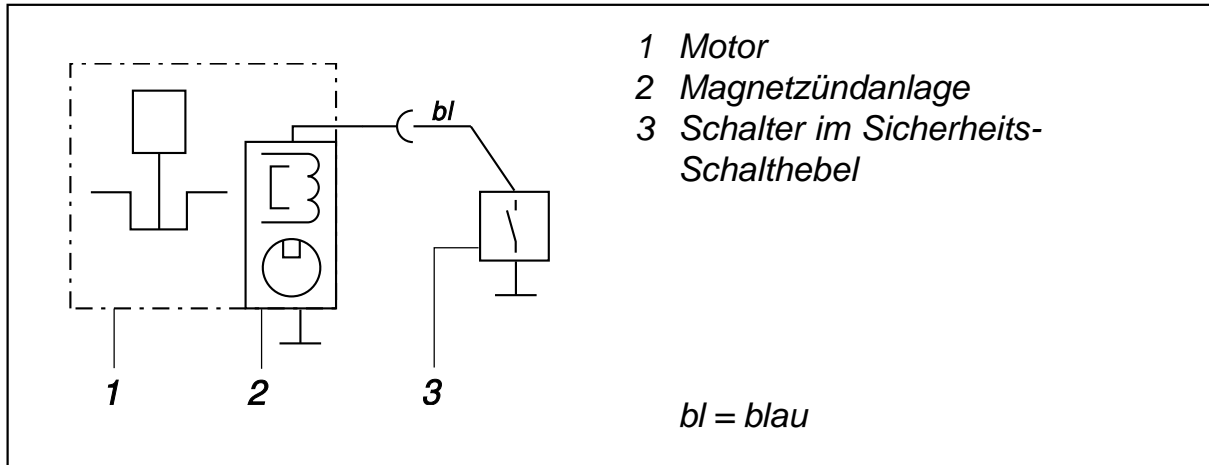 1 Motor
2 Magnetzündanlage
3 Schalter im Sicherheits-
Schalthebel
bl
1 2 3
bl = blau